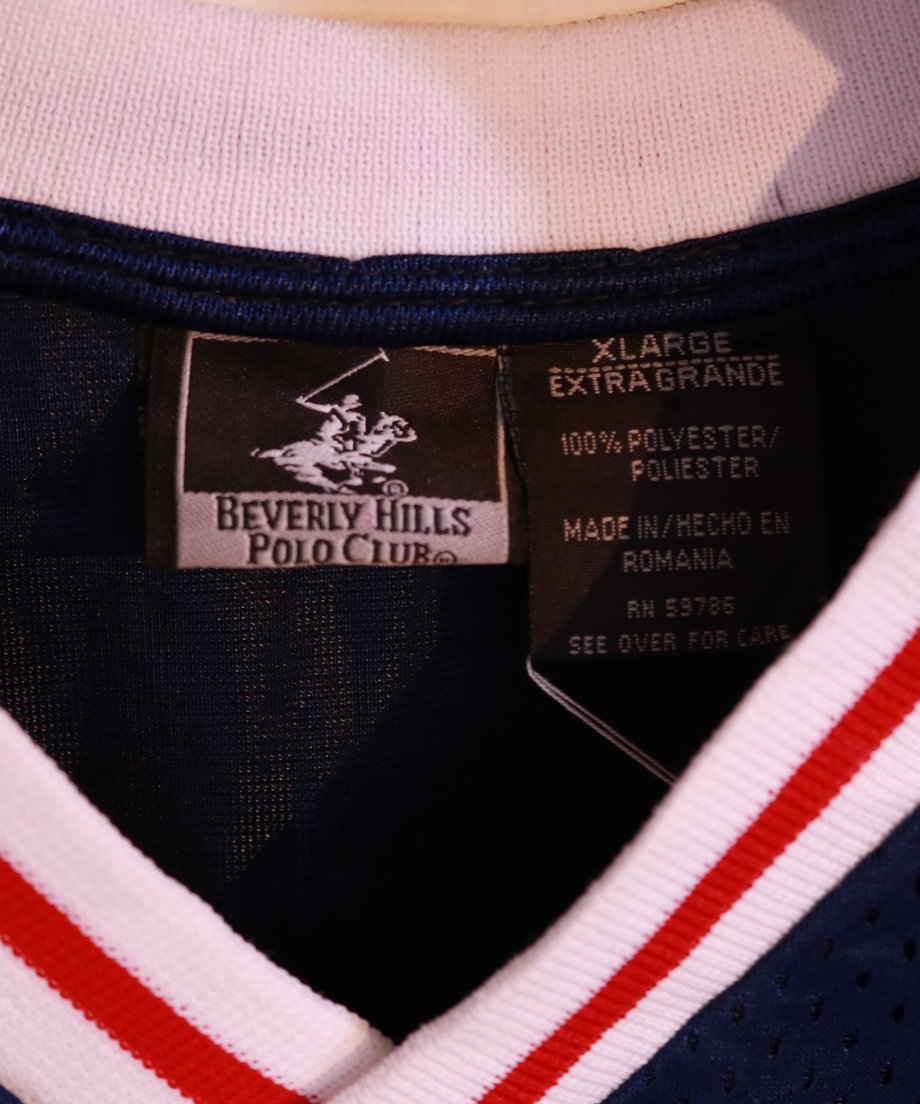 BEVERLY HILLS
POLO CLUB®
XLARGE
EXTRA GRANDE
100% POLYESTER/
POLIESTER
MADE IN/HECHO EN
ROMANIA
RN 53786
SEE OVER FOR CARE